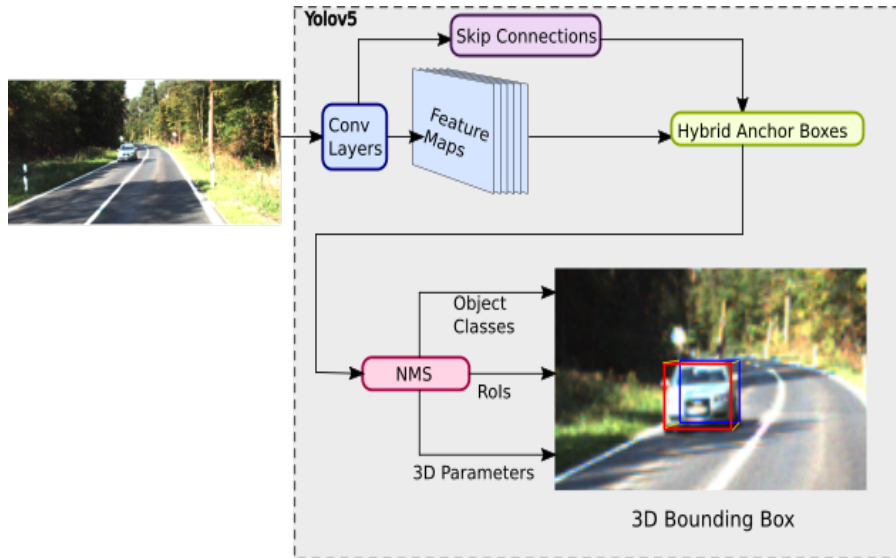 Yolov5
Skip Connections
Conv
Layers
Feature
Maps
Hybrid Anchor Boxes
Object
Classes
NMS
RoIs
3D Parameters
3D Bounding Box